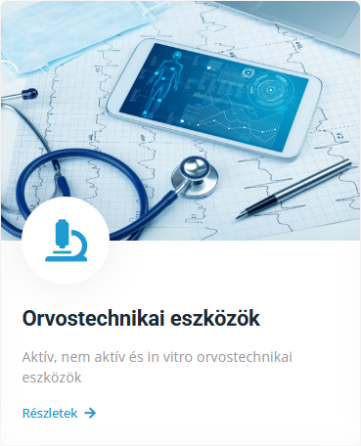 Orvostechnikai eszközök
Aktív, nem aktív és in vitro orvostechnikai
eszközök
Részletek →